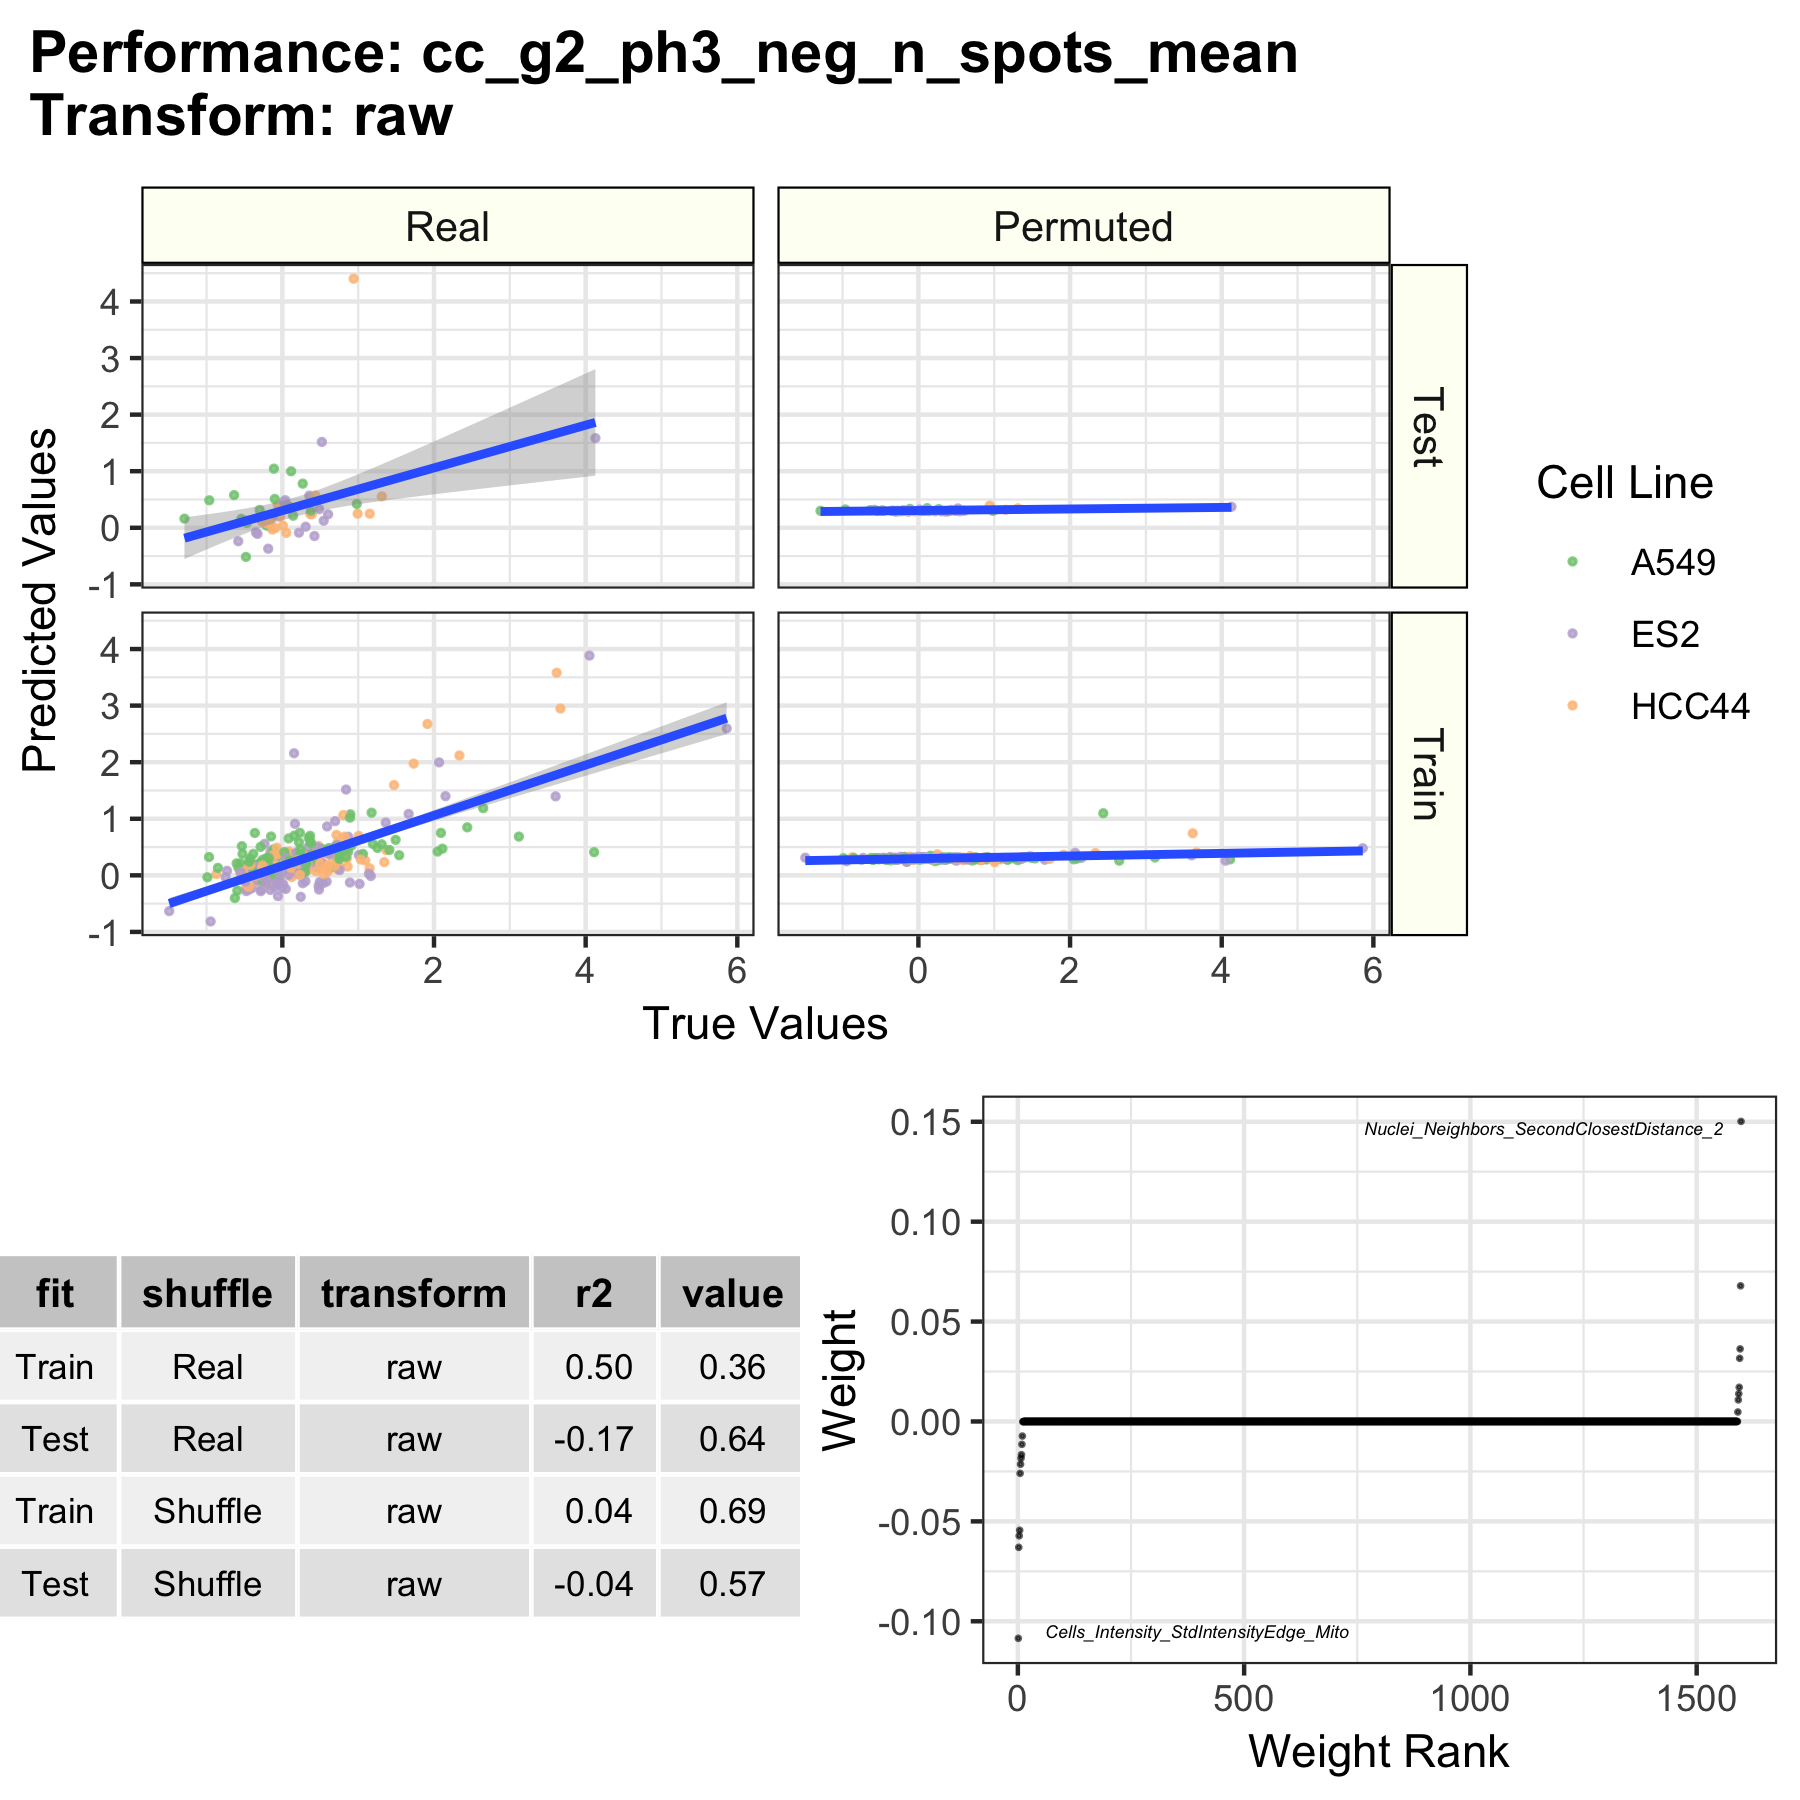 Performance: cc_g2_ph3_neg_n_spots_mean
Transform: raw
Real
Permuted
4
3
2
1
0
-1
Test
4
3
2
1
0
-1
Train
0
2
4
6
0
2
4
6
Predicted Values
True Values
Cell Line
A549
ES2
HCC44
fit shuffle transform r2 value
Train Real raw 0.50 0.36
Test Real raw -0.17 0.64
Train Shuffle raw 0.04 0.69
Test Shuffle raw -0.04 0.57
Weight
0.15
0.10
0.05
0.00
-0.05
-0.10
Nuclei_Neighbors_SecondClosestDistance_2
Cells_Intensity_StdIntensityEdge_Mito
0
500
1000
1500
Weight Rank